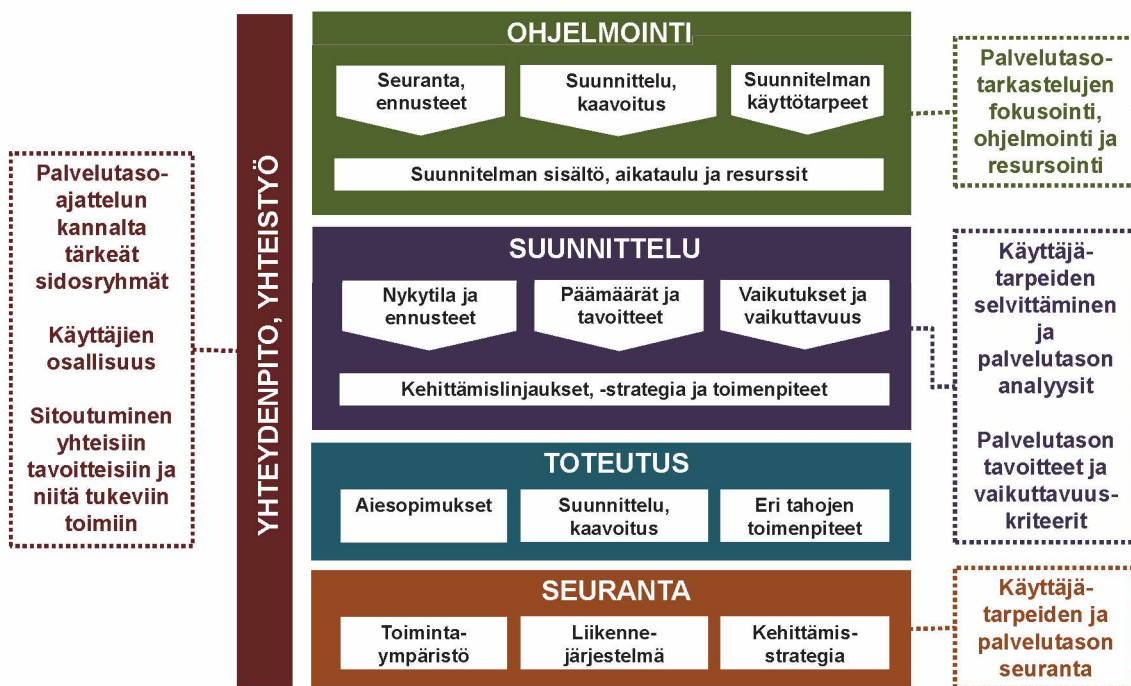 Palvelutaso-
ajattelun
kannalta
tärkeät
sidosryhmät
Käyttäjien
osallisuus
Sitoutuminen
yhteisiin
tavoitteisiin ja
niitä tukeviin
toimiin
YHTEYDENPITO, YHTEISTYÖ
OHJELMOINTI
Seuranta,
ennusteet
Suunnittelu,
kaavoitus
Suunnitelman
käyttötarpeet
Suunnitelman sisältö, aikataulu ja resurssit
Palvelutaso-
tarkastelujen
fokusointi,
ohjelmointi ja
resursointi
SUUNNITTELU
Nykytila ja
ennusteet
Päämäärät ja
tavoitteet
Vaikutukset ja
vaikuttavuus
Kehittämislinjaukset, -strategia ja toimenpiteet
Käyttäjä-
tarpeiden
selvittäminen
ja
palvelutason
analyysit
Palvelutason
tavoitteet ja
vaikuttavuus-
kriteerit
TOTEUTUS
Aiesopimukset
Suunnittelu,
kaavoitus
Eri tahojen
toimenpiteet
SEURANTA
Toiminta-
ympäristö
Liikenne-
järjestelmä
Kehittämis-
strategia
Käyttäjä-
tarpeiden ja
palvelutason
seuranta